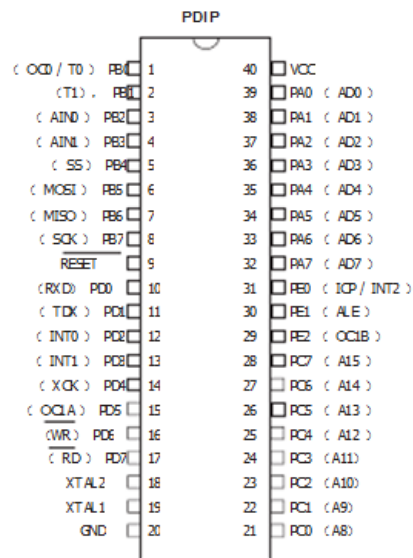 PDIP
(OC0/T0) PB0 1 40 VCC
(T1). PB1 2 39 PA0 (AD0)
(AIN0) PB2 3 38 PA1 (AD1)
(AIN1) PB3 4 37 PA2 (AD2)
(SS) PB4 5 36 PA3 (AD3)
(MOSI) PB5 6 35 PA4 (AD4)
(MISO) PB6 7 34 PA5 (AD5)
(SCK) PB7 8 33 PA6 (AD6)
RESET 9 32 PA7 (AD7)
(RXD) PD0 10 31 PE0 (ICP/INT2)
(TDX) PD1 11 30 PE1 (ALE)
(INT0) PD2 12 29 PE2 (OC1B)
(INT1) PD3 13 28 PC7 (A15)
(XCK) PD4 14 27 PC6 (A14)
(OC1A) PD5 15 26 PC5 (A13)
(WR) PD6 16 25 PC4 (A12)
(RD) PD7 17 24 PC3 (A11)
XTAL2 18 23 PC2 (A10)
XTAL1 19 22 PC1 (A9)
GND 20 21 PC0 (A8)